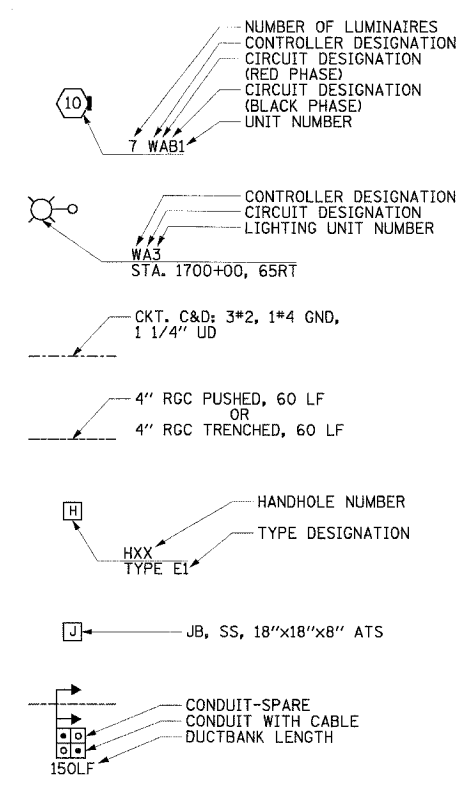 NUMBER OF LUMINAIRES
CONTROLLER DESIGNATION
CIRCUIT DESIGNATION
(RED PHASE)
CIRCUIT DESIGNATION
(BLACK PHASE)
UNIT NUMBER
10
7 WAB1
CONTROLLER DESIGNATION
CIRCUIT DESIGNATION
LIGHTING UNIT NUMBER
WA3
STA. 1700+00, 65RT
CKT. C&D: 3#2, 1#4 GND,
1 1/4" UD
4" RGC PUSHED, 60 LF
OR
4" RGC TRENCHED, 60 LF
H
HANDHOLE NUMBER
TYPE DESIGNATION
HXX
TYPE E1
J
JB, SS, 18"x18"x8" ATS
CONDUIT-SPARE
CONDUIT WITH CABLE
DUCTBANK LENGTH
150LF